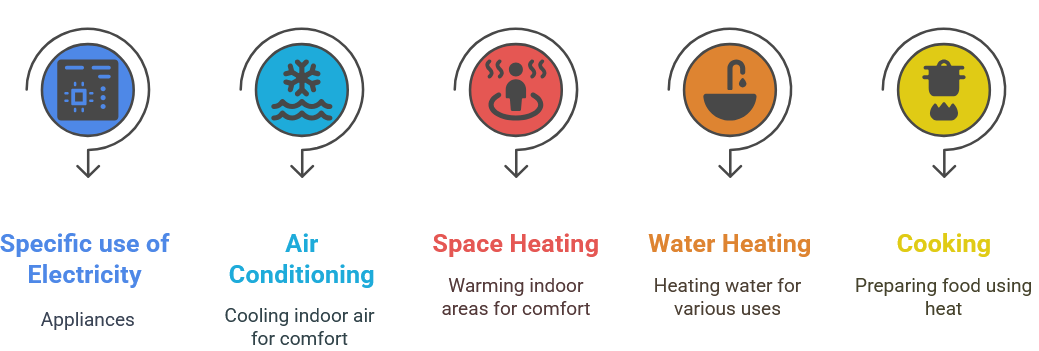 Specific use of
Electricity
Appliances
Air
Conditioning
Cooling indoor air
for comfort
Space Heating
Warming indoor
areas for comfort
Water Heating
Heating water for
various uses
Cooking
Preparing food using
heat